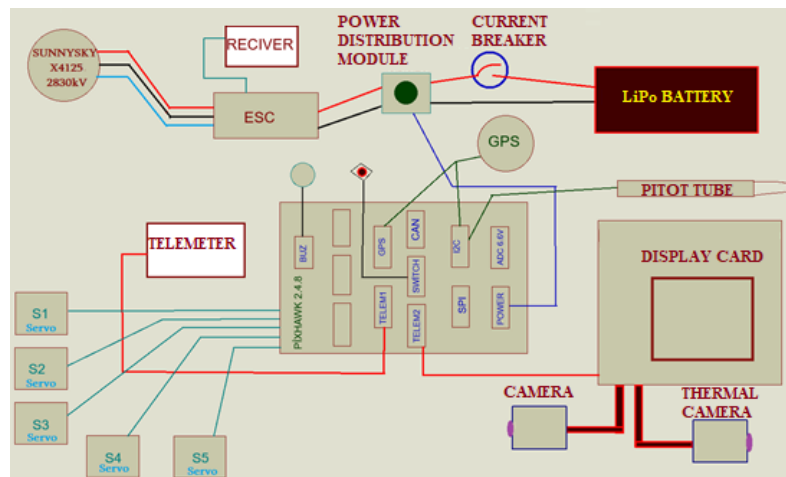 SUNNYSKY
X4125
2830kV
RECIVER
POWER
DISTRIBUTION
MODULE
CURRENT
BREAKER
ESC
LiPo BATTERY
GPS
PITOT TUBE
TELEMETER
BUZ
GPS
CAN
I2C
ADC 6.6V
SWITCH
TELEM1
TELEM2
SPI
POWER
PIXHAWK 2.4.8
DISPLAY CARD
S1
Servo
S2
Servo
S3
Servo
S4
Servo
S5
Servo
CAMERA
THERMAL
CAMERA